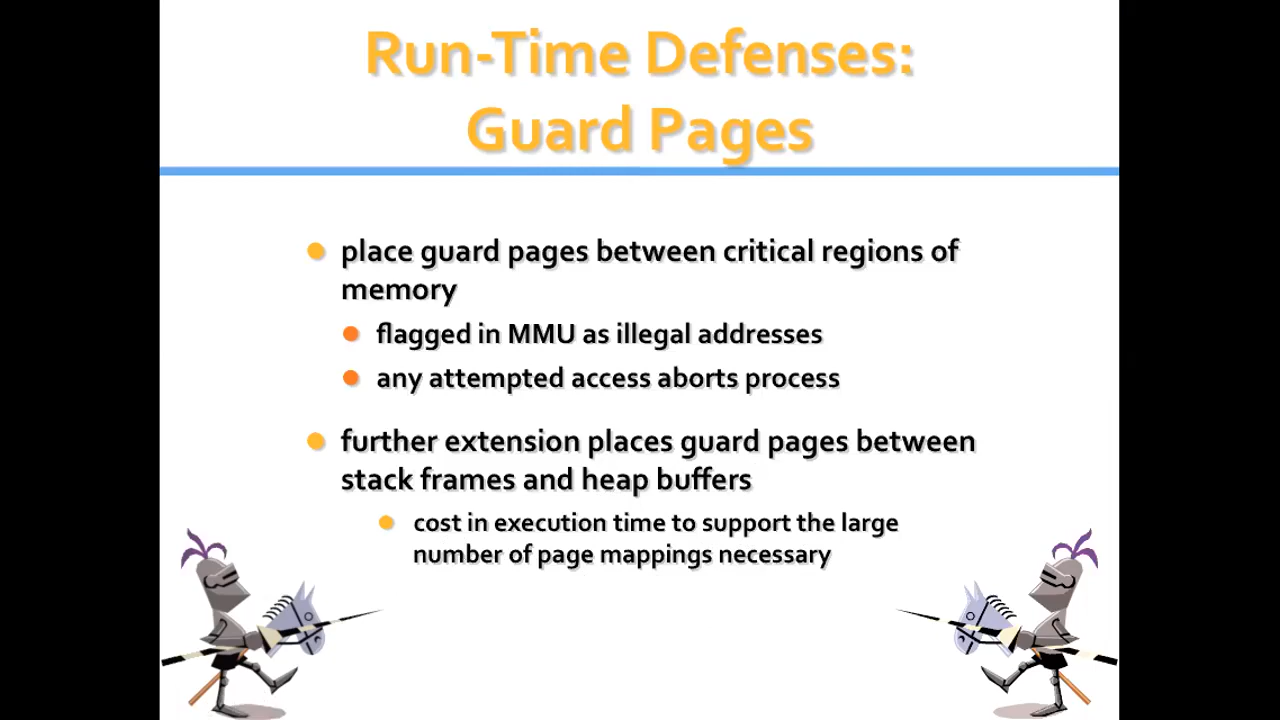 Run-Time Defenses:
Guard Pages
place guard pages between critical regions of
memory
flagged in MMU as illegal addresses
any attempted access aborts process
further extension places guard pages between
stack frames and heap buffers
cost in execution time to support the large
number of page mappings necessary